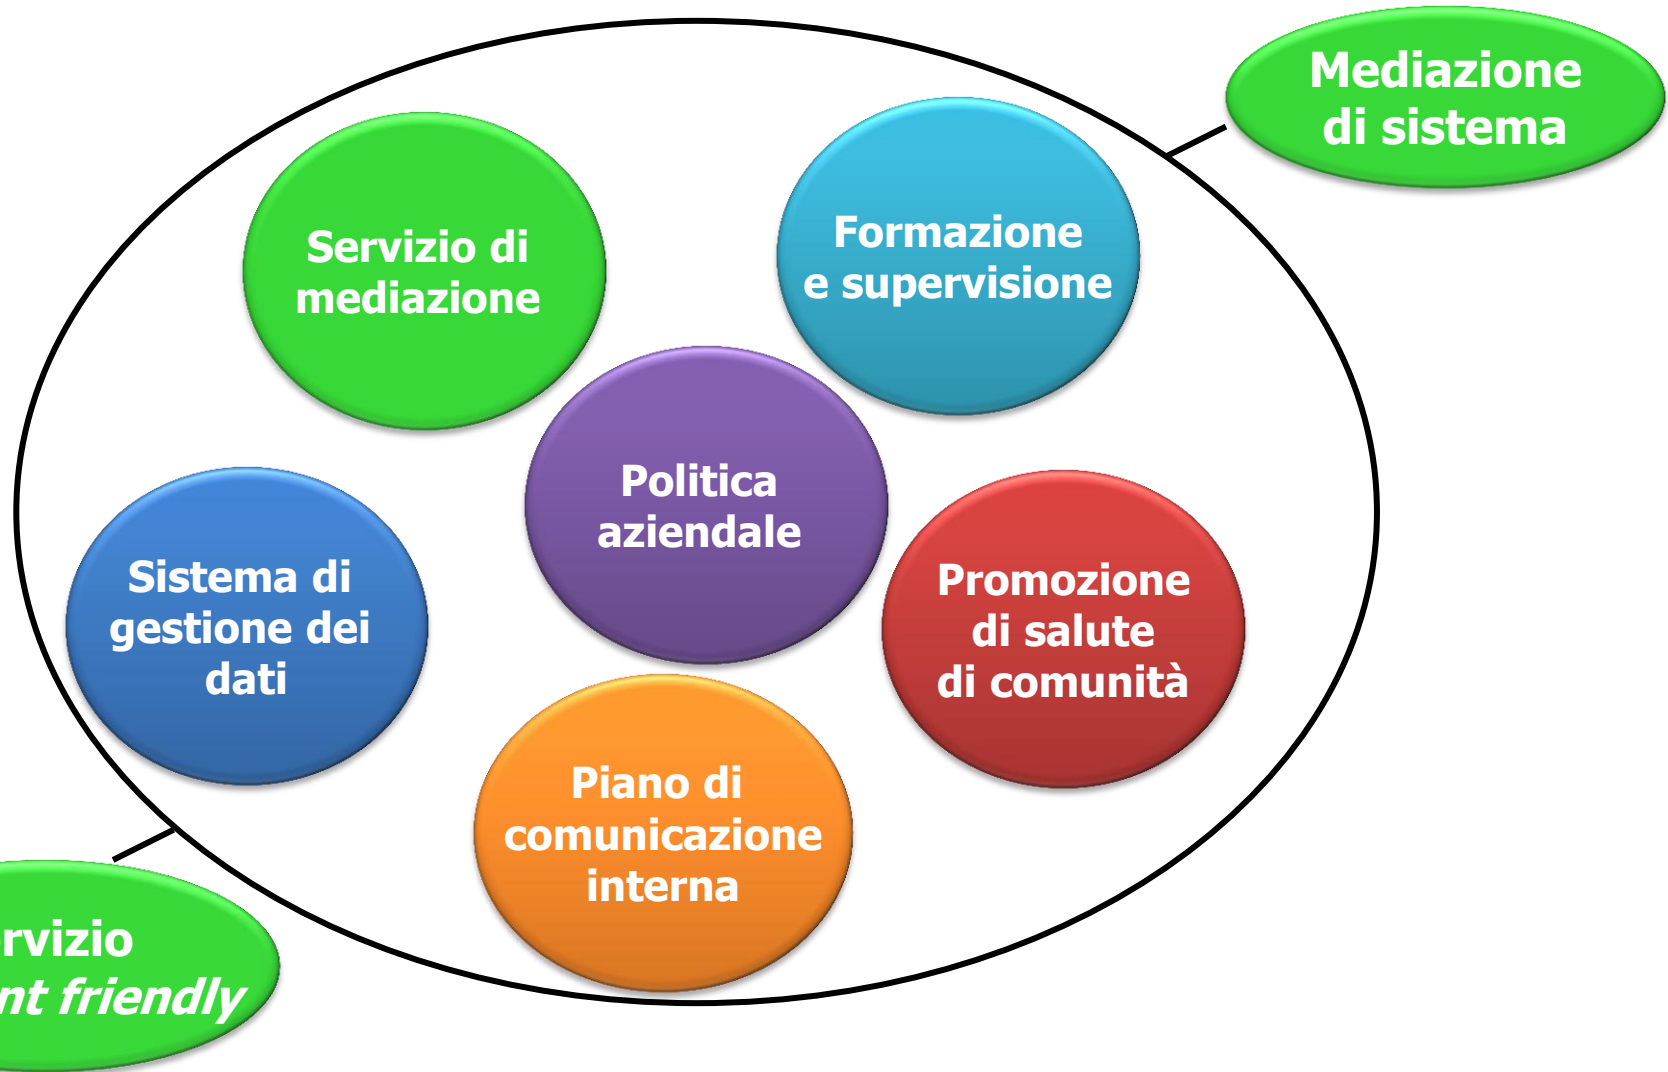 Mediazione
di sistema
Servizio di
mediazione
Formazione
e supervisione
Politica
aziendale
Sistema di
gestione dei
dati
Promozione
di salute
di comunità
Piano di
comunicazione
interna
rvizio
nt friendly